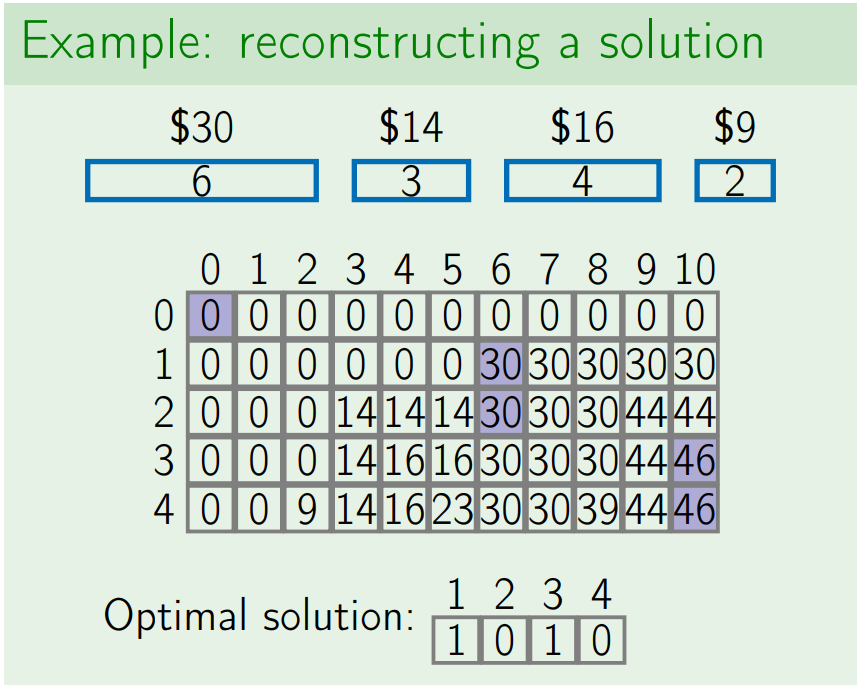 Example: reconstructing a solution
$30 $14 $16 $9
6 3 4 2
0 1 2 3 4 5 6 7 8 9 10
0 0 0 0 0 0 0 0 0 0 0 0
1 0 0 0 0 0 0 30 30 30 30 30
2 0 0 0 14 14 14 30 30 30 44 44
3 0 0 0 14 16 16 30 30 30 44 46
4 0 0 9 14 16 23 30 30 39 44 46
1 2 3 4
Optimal solution: 1 0 1 0